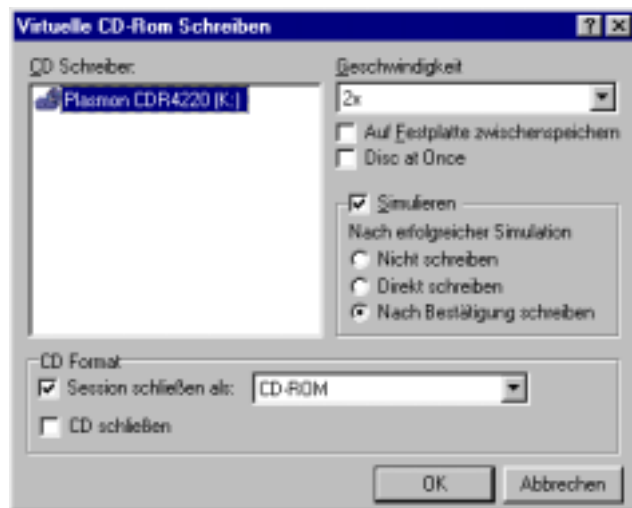 Virtuelle CD-Rom Schreiben
CD Schreiber:
Plasmon CDR4220 [K:]
Geschwindigkeit
2x
Auf Festplatte zwischenspeichern
Disc at Once
Simulieren
Nach erfolgreicher Simulation
Nicht schreiben
Direkt schreiben
Nach Bestätigung schreiben
CD Format
Session schließen als: CD-ROM
CD schließen
OK Abbrechen